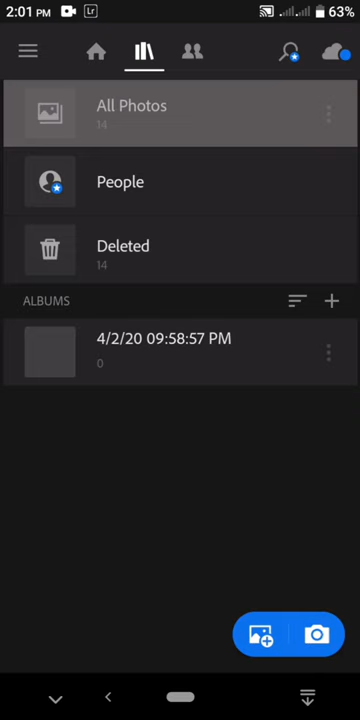 2:01 PM Lr 63%
All Photos
14
People
Deleted
14
ALBUMS
4/2/20 09:58:57 PM
0